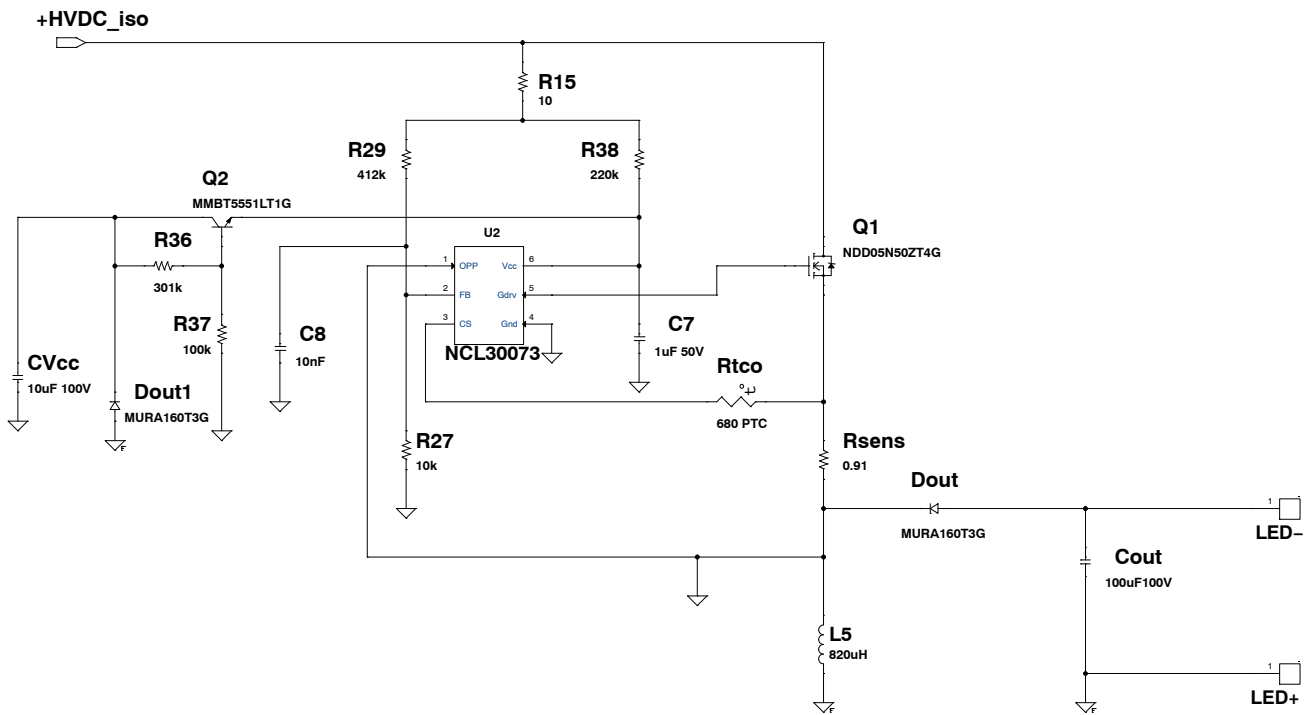 +HVDC_iso
R15
10
R29
412k
R38
220k
Q2
MMBT5551LT1G
R36
301k
R37
100k
CVcc
10uF 100V
Dout1
MURA160T3G
F
C8
10nF
U2
1
OPP
Vcc
6
2
FB
Gdrv
5
3
CS
Gnd
4
NCL30073
C7
1uF 50V
Q1
NDD05N50ZT4G
Rtco
°t
680 PTC
R27
10k
Rsens
0.91
Dout
MURA160T3G
1
LED–
Cout
100uF100V
L5
820uH
1
LED+
F
F